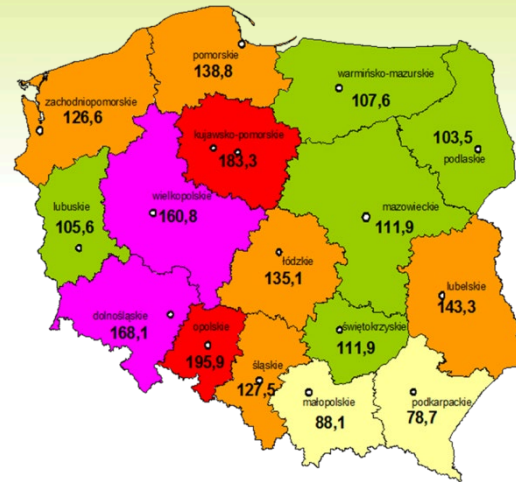 pomorskie
138,8
warmińsko-mazurskie
107,6
zachodniopomorskie
126,6
kujawsko-pomorskie
183,3
103,5
podlaskie
wielkopolskie
160,8
mazowieckie
111,9
lubuskie
105,6
łódzkie
135,1
lubelskie
143,3
dolnośląskie
168,1
opolskie
195,9
świętokrzyskie
111,9
śląskie
127,5
małopolskie
88,1
podkarpackie
78,7